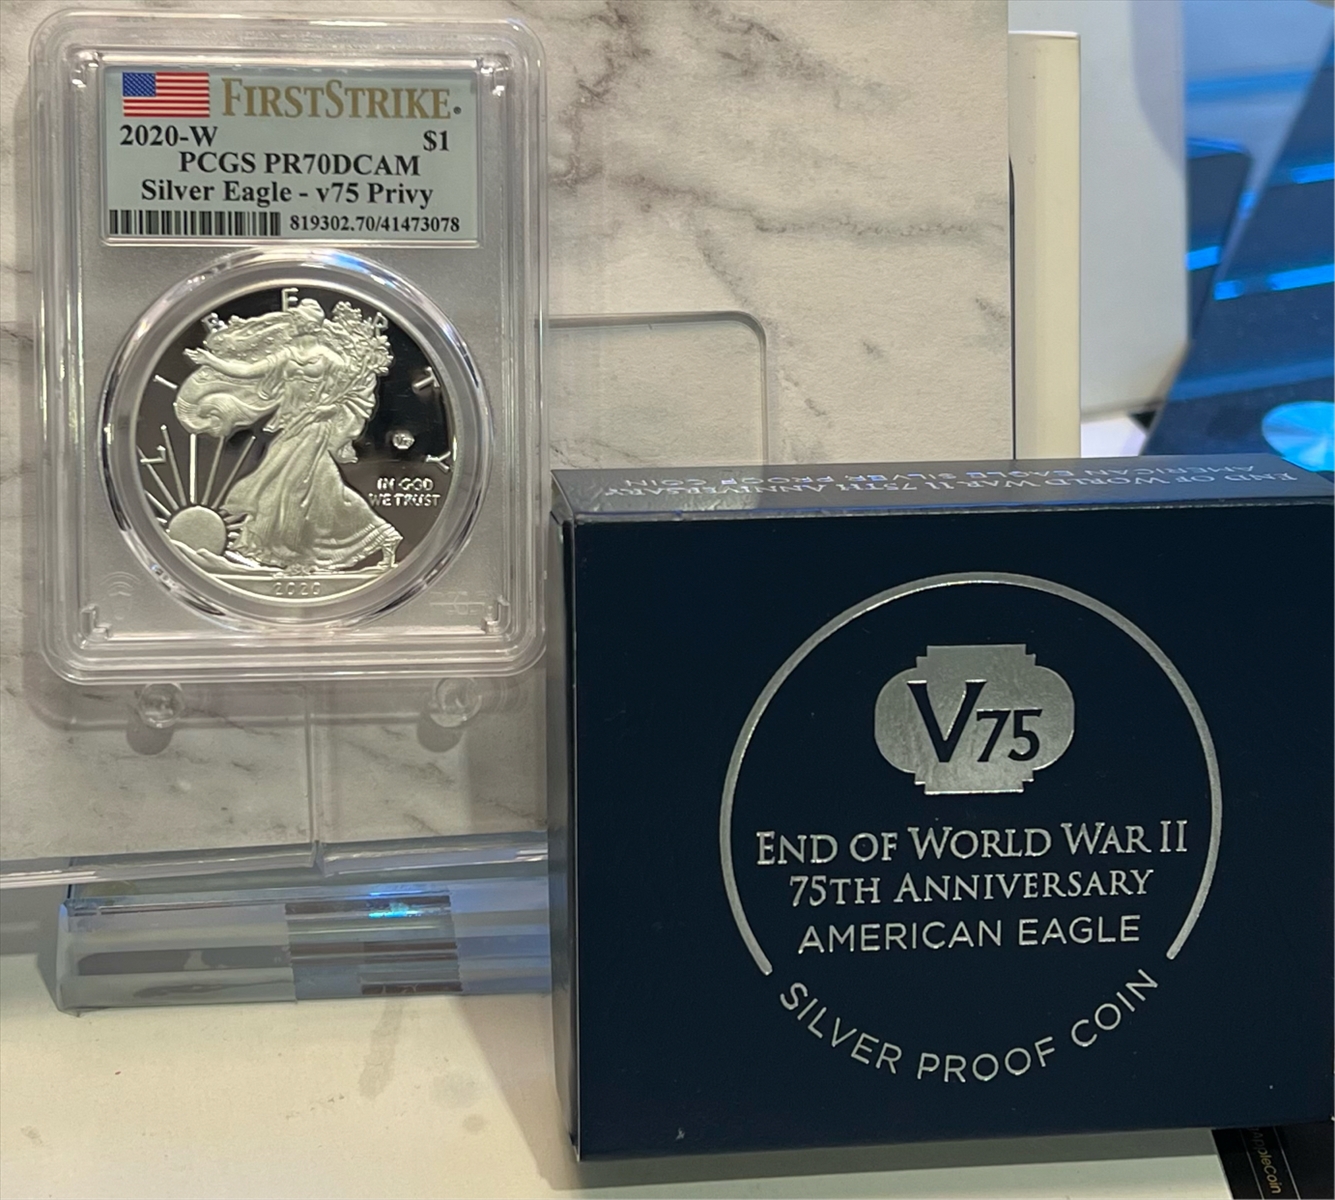 FIRSTSTRIKE®
2020-W $1
PCGS PR70DCAM
Silver Eagle - v75 Privy
819302.70/41473078
LIBERTY
IN GOD
WE TRUST
2020
END OF WORLD WAR II 75TH ANNIVERSARY
AMERICAN EAGLE SILVER PROOF COIN
V75
END OF WORLD WAR II
75TH ANNIVERSARY
AMERICAN EAGLE
SILVER PROOF COIN
AppleCoin